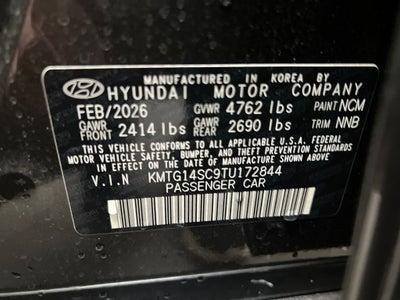 MANUFACTURED IN KOREA BY
HYUNDAI MOTOR COMPANY
FEB/2026 GVWR 4762 lbs PAINT NCM
GAWR FRONT 2414 lbs GAWR REAR 2690 lbs TRIM NNB
THIS VEHICLE CONFORMS TO ALL APPLICABLE U.S.A. FEDERAL
MOTOR VEHICLE SAFETY, BUMPER, AND THEFT PREVENTION STANDARDS
IN EFFECT ON THE DATE OF MANUFACTURE SHOWN ABOVE.
V.I.N KMTG14SC9TU172844
PASSENGER CAR